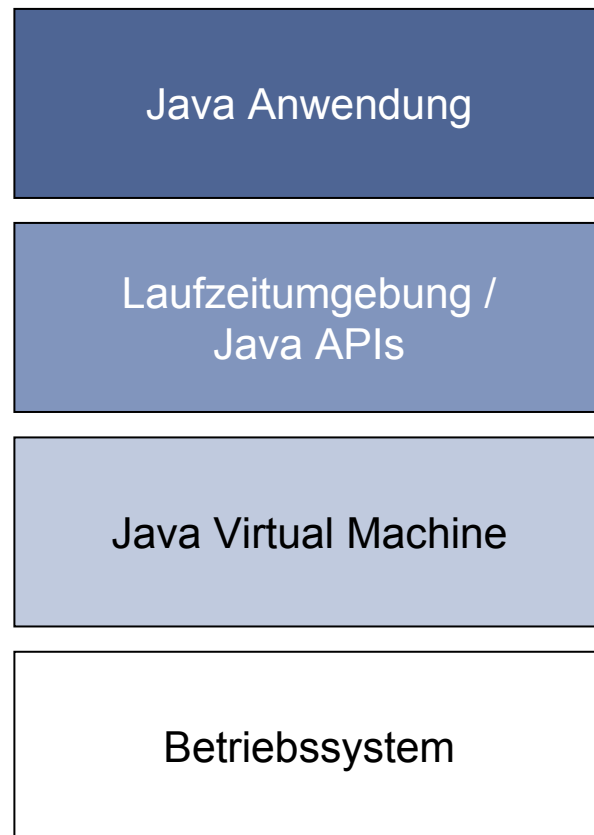 Java Anwendung
Laufzeitumgebung /
Java APIs
Java Virtual Machine
Betriebssystem